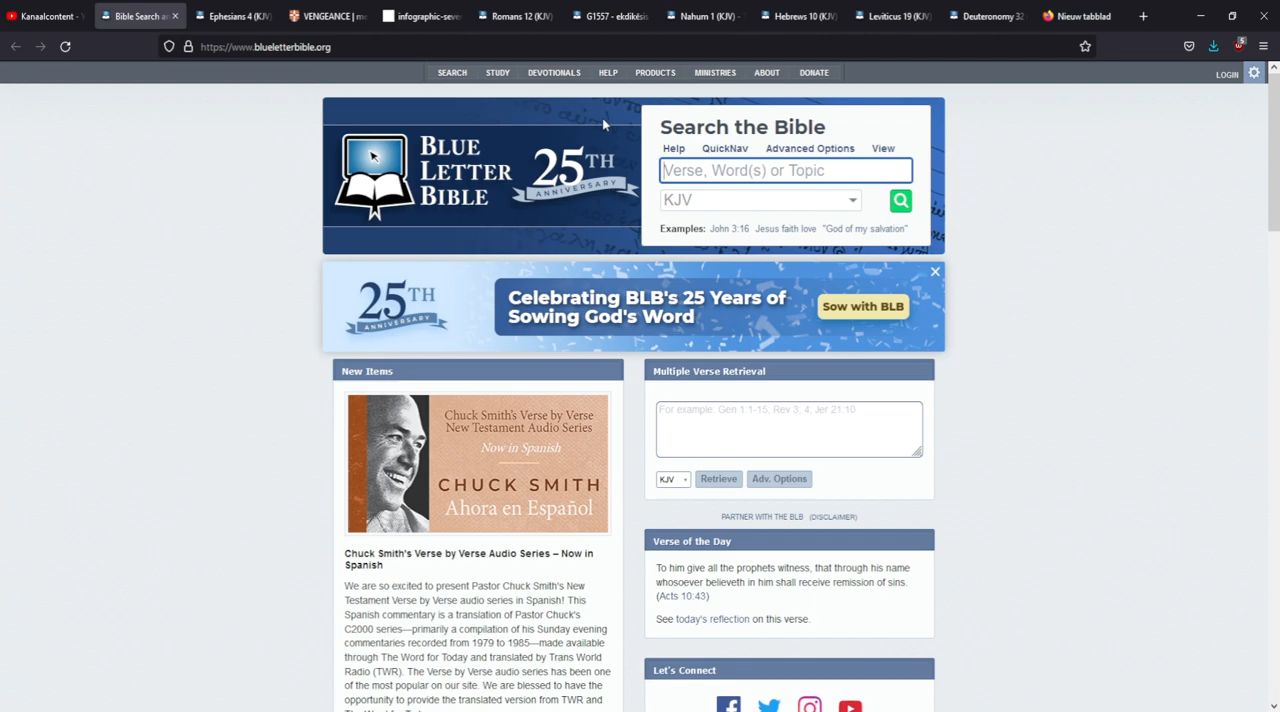 Kanaalcontent - Y
Bible Search an
Ephesians 4 (KJV)
VENGEANCE | me
infographic-seve
Romans 12 (KJV)
G1557 - ekdikēsis
Nahum 1 (KJV) -
Hebrews 10 (KJV)
Leviticus 19 (KJV)
Deuteronomy 32
Nieuw tabblad
https://www.blueletterbible.org
5
SEARCH STUDY DEVOTIONALS HELP PRODUCTS MINISTRIES ABOUT DONATE
LOGIN
BLUE
LETTER
BIBLE
25TH
ANNIVERSARY
Search the Bible
Help QuickNav Advanced Options View
Verse, Word(s) or Topic
KJV
Examples: John 3:16 Jesus faith love "God of my salvation"
25TH
ANNIVERSARY
Celebrating BLB's 25 Years of
Sowing God's Word
Sow with BLB
New Items
Chuck Smith's Verse by Verse
New Testament Audio Series
Now in Spanish
CHUCK SMITH
Ahora en Español
Chuck Smith's Verse by Verse Audio Series – Now in
Spanish
We are so excited to present Pastor Chuck Smith's New
Testament Verse by Verse audio series in Spanish! This
Spanish commentary is a translation of Pastor Chuck's
C2000 series—primarily a compilation of his Sunday evening
commentaries recorded from 1979 to 1985—made available
through The Word for Today and translated by Trans World
Radio (TWR). The Verse by Verse audio series has been one
of the most popular on our site. We are blessed to have the
opportunity to provide the translated version from TWR and
Multiple Verse Retrieval
For example: Gen 1:1-15; Rev 3; 4; Jer 21:10
KJV Retrieve Adv. Options
PARTNER WITH THE BLB (DISCLAIMER)
Verse of the Day
To him give all the prophets witness, that through his name
whosoever believeth in him shall receive remission of sins.
(Acts 10:43)
See today's reflection on this verse.
Let's Connect